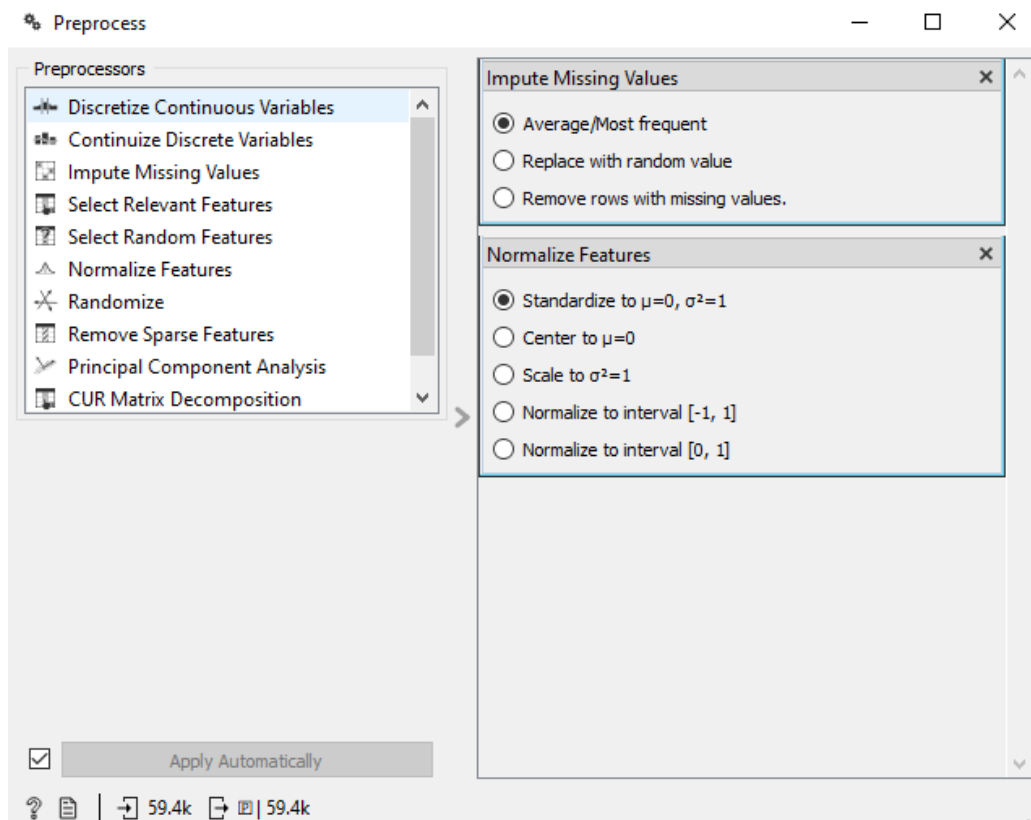 Preprocess
Preprocessors
Discretize Continuous Variables
Continuize Discrete Variables
Impute Missing Values
Select Relevant Features
Select Random Features
Normalize Features
Randomize
Remove Sparse Features
Principal Component Analysis
CUR Matrix Decomposition
Impute Missing Values
Average/Most frequent
Replace with random value
Remove rows with missing values.
Normalize Features
Standardize to μ=0, σ²=1
Center to μ=0
Scale to σ²=1
Normalize to interval [-1, 1]
Normalize to interval [0, 1]
Apply Automatically
? 59.4k P| 59.4k